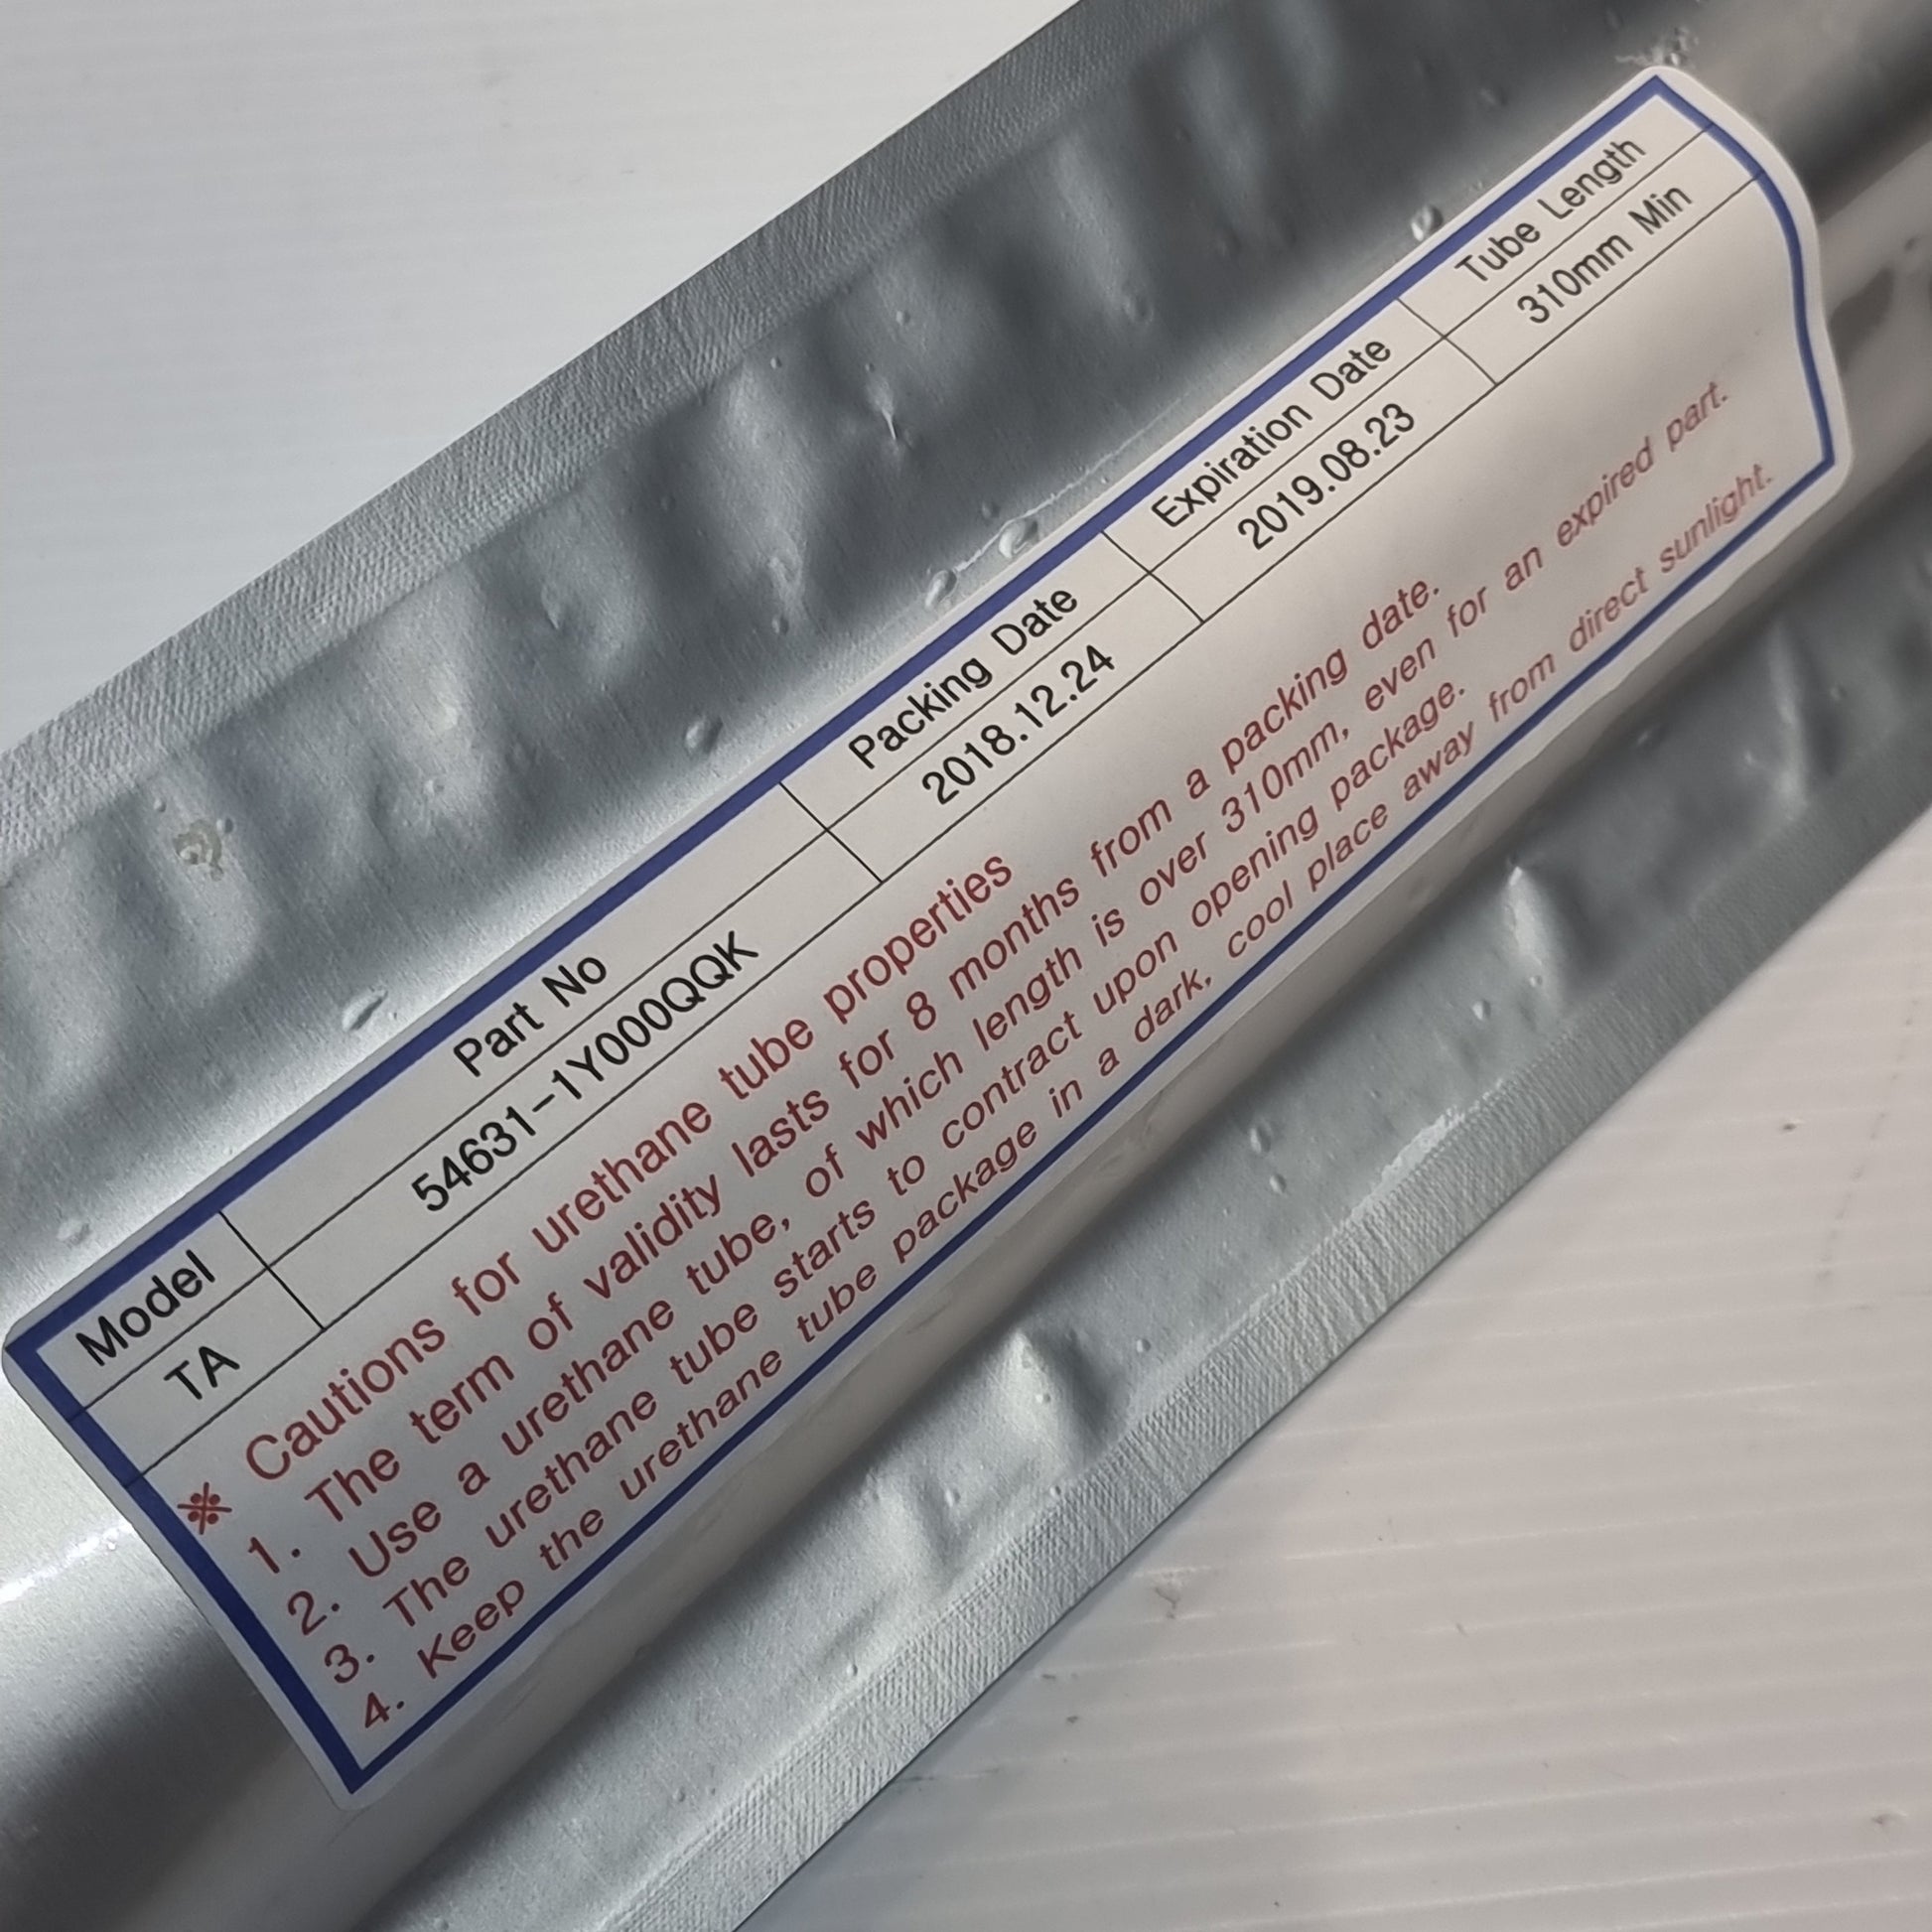 Model Part No Packing Date Expiration Date Tube Length
TA 54631-1Y000QQK 2018.12.24 2019.08.23 310mm Min
※ Cautions for urethane tube properties
1. The term of validity lasts for 8 months from a packing date.
2. Use a urethane tube, of which length is over 310mm, even for an expired part.
3. The urethane tube starts to contract upon opening package.
4. Keep the urethane tube package in a dark, cool place away from direct sunlight.